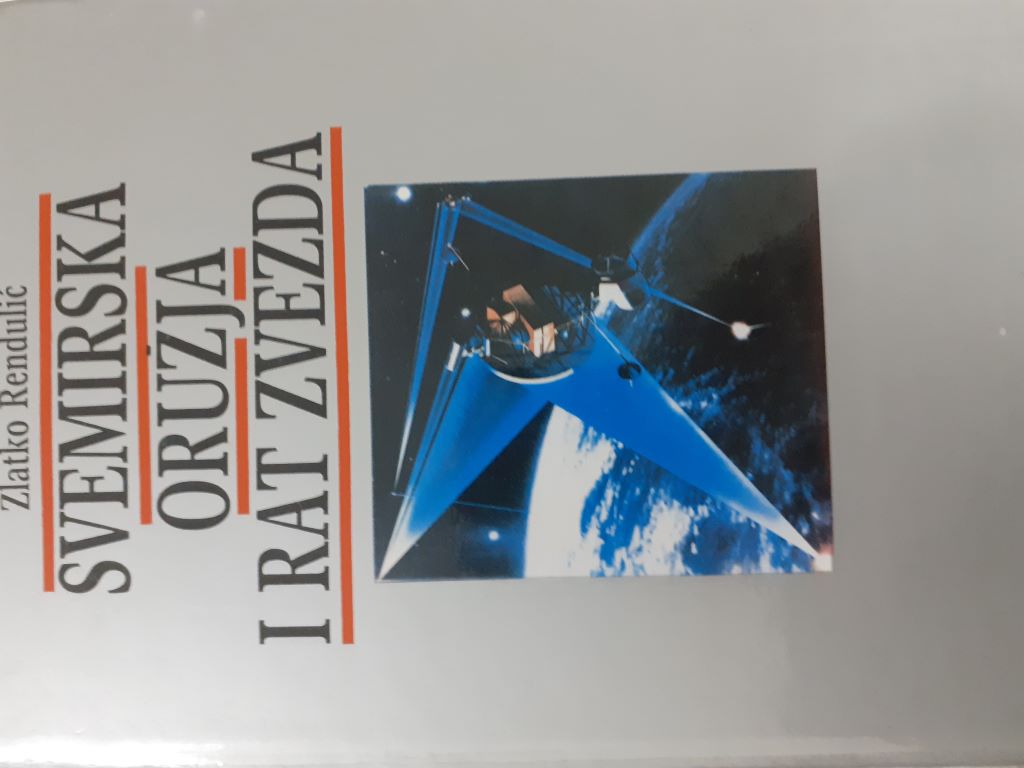 Zlatko Rendulić
SVEMIRSKA
ORUŽJA
I RAT ZVEZDA